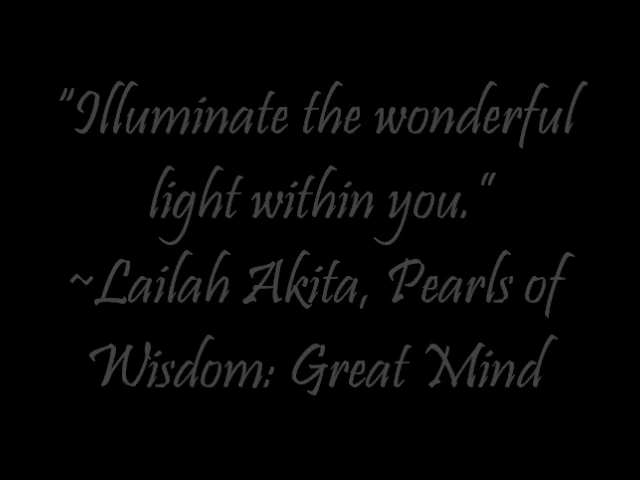 "Illuminate the wonderful
light within you."
~Lailah Akita, Pearls of
Wisdom: Great Mind